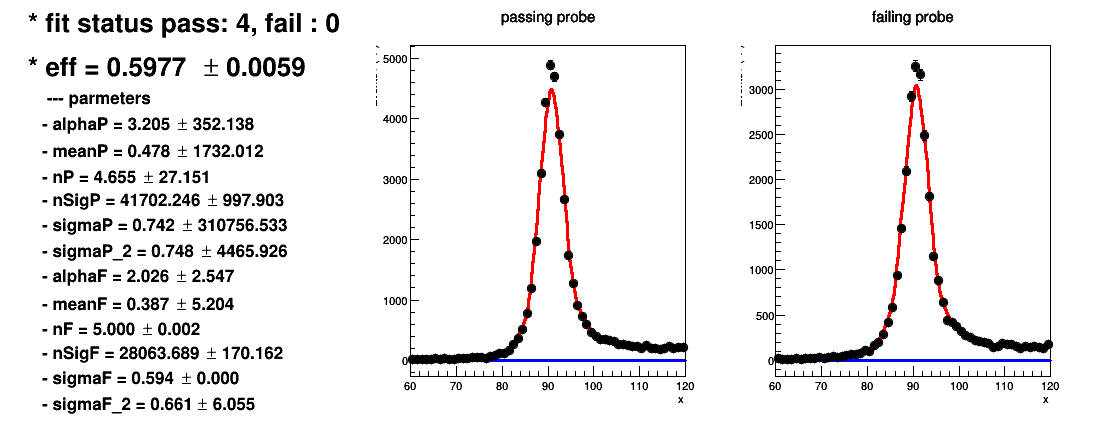 * fit status pass: 4, fail : 0
* eff = 0.5977 ± 0.0059
--- parmeters
- alphaP = 3.205 ± 352.138
- meanP = 0.478 ± 1732.012
- nP = 4.655 ± 27.151
- nSigP = 41702.246 ± 997.903
- sigmaP = 0.742 ± 310756.533
- sigmaP_2 = 0.748 ± 4465.926
- alphaF = 2.026 ± 2.547
- meanF = 0.387 ± 5.204
- nF = 5.000 ± 0.002
- nSigF = 28063.689 ± 170.162
- sigmaF = 0.594 ± 0.000
- sigmaF_2 = 0.661 ± 6.055
passing probe
5000
4000
3000
2000
1000
0
60 70 80 90 100 110 120
x
failing probe
3000
2500
2000
1500
1000
500
0
60 70 80 90 100 110 120
x